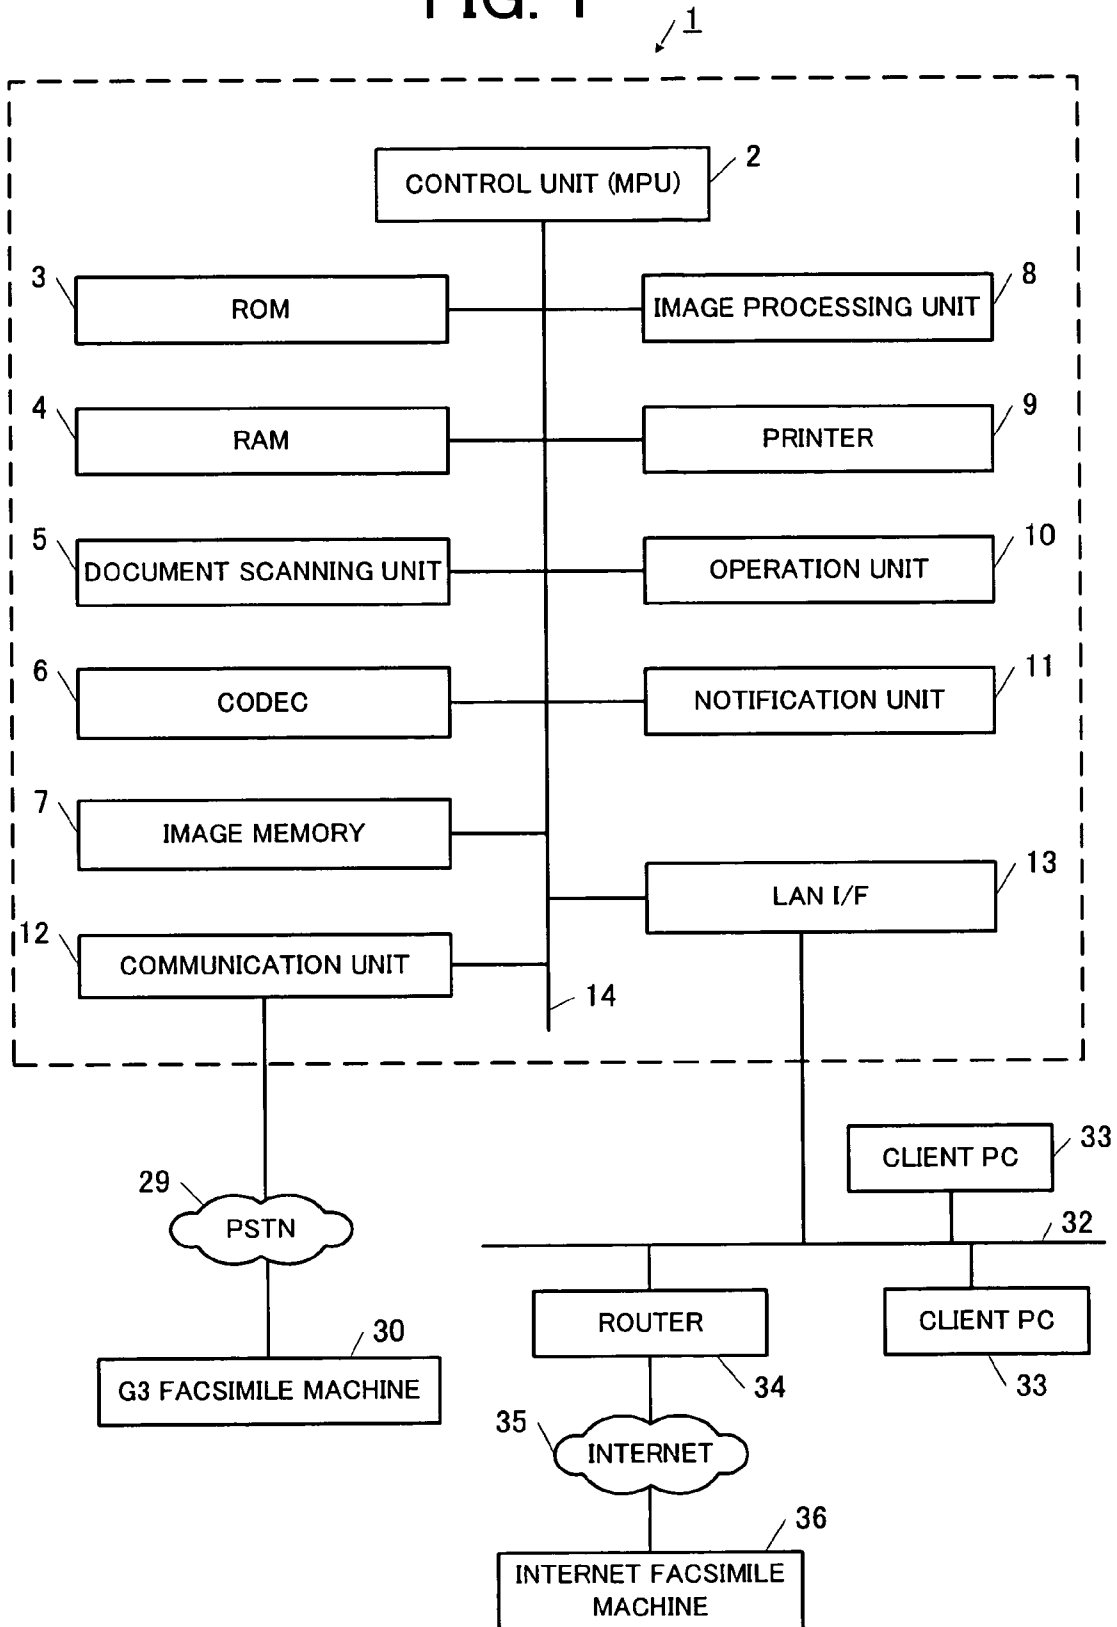 FIG. 1
1
CONTROL UNIT (MPU)
2
3
ROM
IMAGE PROCESSING UNIT
8
4
RAM
PRINTER
9
5
DOCUMENT SCANNING UNIT
OPERATION UNIT
10
6
CODEC
NOTIFICATION UNIT
11
7
IMAGE MEMORY
LAN I/F
13
12
COMMUNICATION UNIT
14
CLIENT PC
33
29
PSTN
32
ROUTER
34
CLIENT PC
33
30
G3 FACSIMILE MACHINE
35
INTERNET
36
INTERNET FACSIMILE
MACHINE